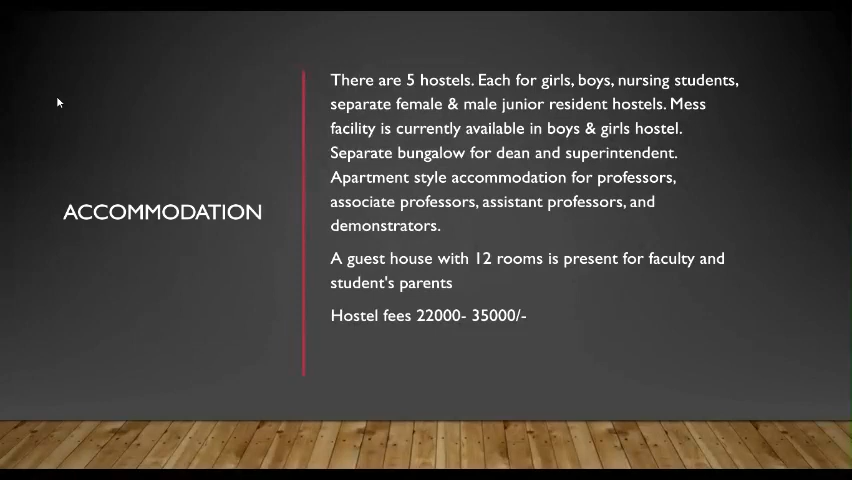 ACCOMMODATION
There are 5 hostels. Each for girls, boys, nursing students,
separate female & male junior resident hostels. Mess
facility is currently available in boys & girls hostel.
Separate bungalow for dean and superintendent.
Apartment style accommodation for professors,
associate professors, assistant professors, and
demonstrators.
A guest house with 12 rooms is present for faculty and
student's parents
Hostel fees 22000- 35000/-